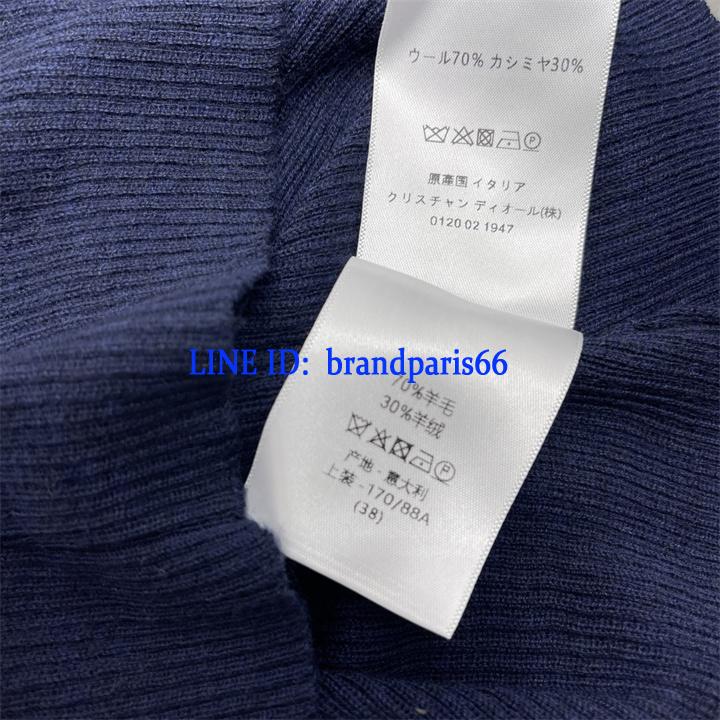 ウール70% カシミヤ30%
原産国 イタリア
クリスチャン ディオール(株)
0120 02 1947
LINE ID: brandparis66
70%羊毛
30%羊绒
产地 - 意大利
上装 -170/88A
(38)